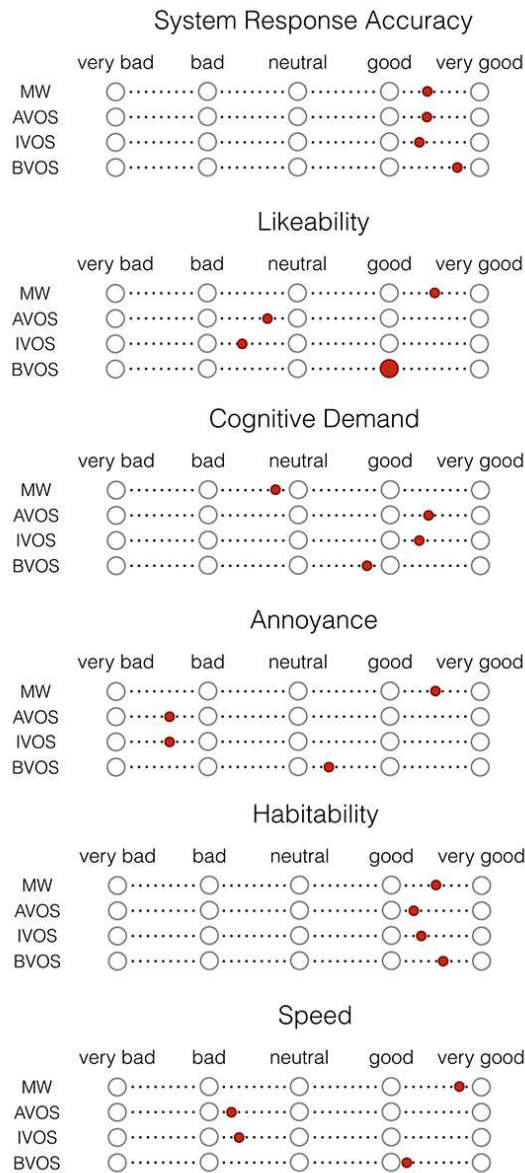 System Response Accuracy
very bad bad neutral good very good
MW
AVOS
IVOS
BVOS
Likeability
very bad bad neutral good very good
MW
AVOS
IVOS
BVOS
Cognitive Demand
very bad bad neutral good very good
MW
AVOS
IVOS
BVOS
Annoyance
very bad bad neutral good very good
MW
AVOS
IVOS
BVOS
Habitability
very bad bad neutral good very good
MW
AVOS
IVOS
BVOS
Speed
very bad bad neutral good very good
MW
AVOS
IVOS
BVOS